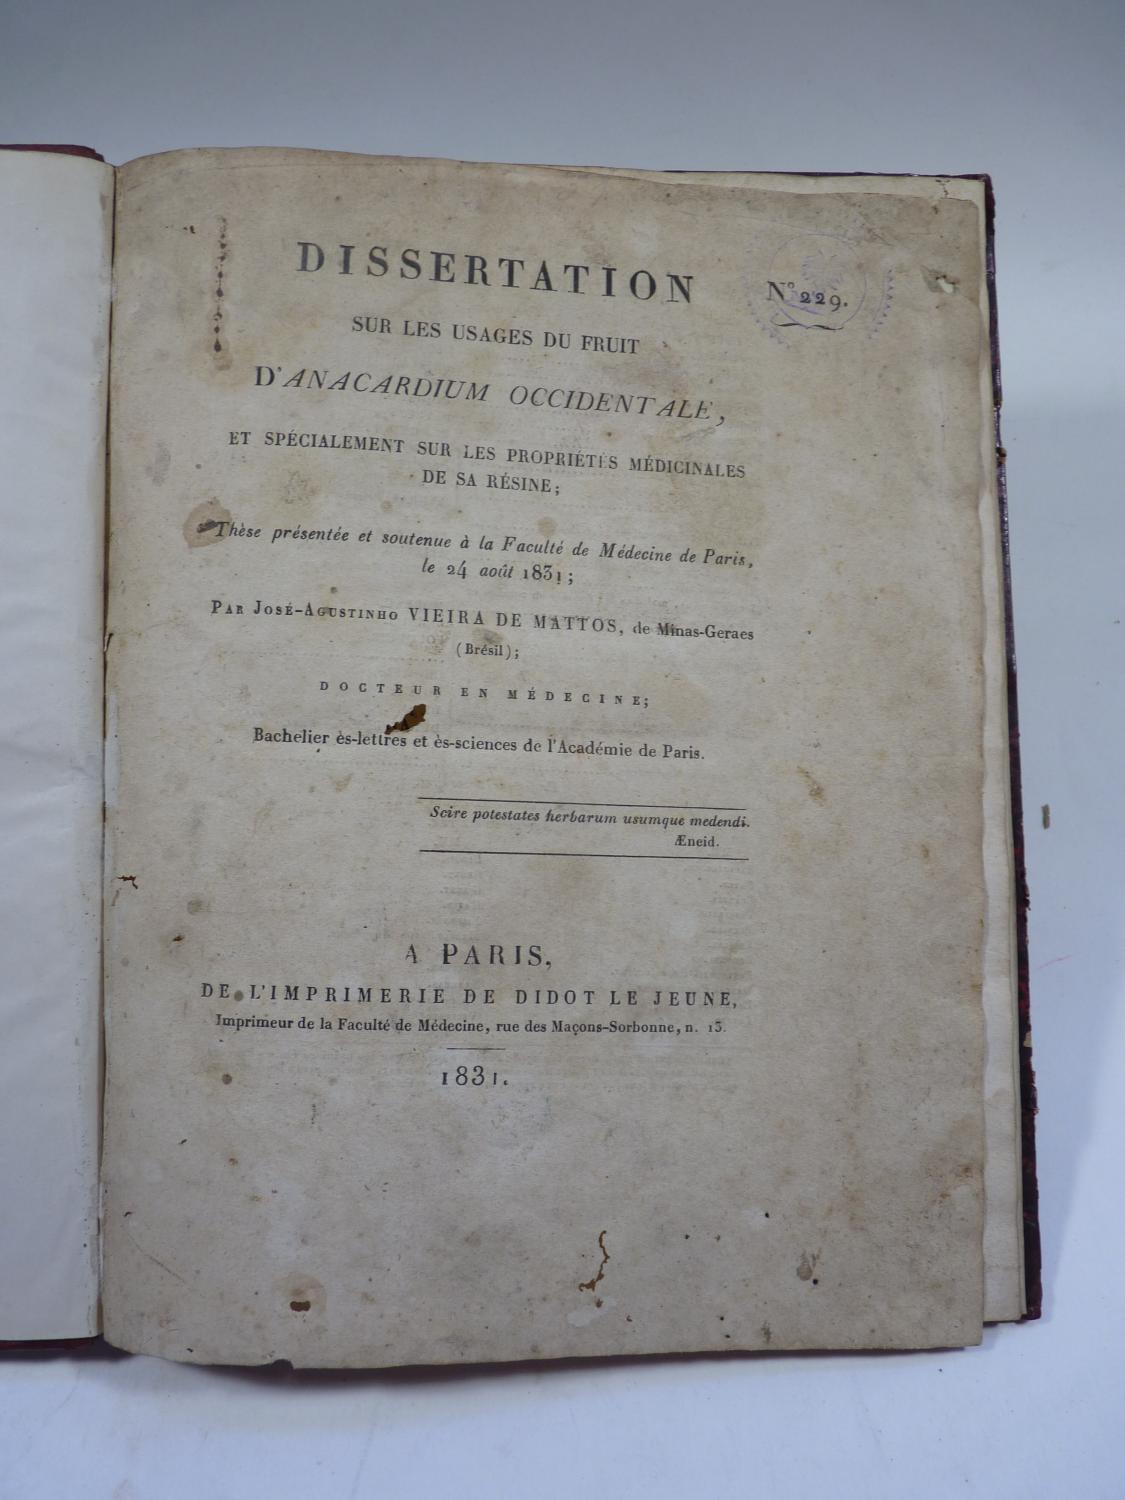 DISSERTATION
N.° 229.
SUR LES USAGES DU FRUIT
D'ANACARDIUM OCCIDENTALE,
ET SPÉCIALEMENT SUR LES PROPRIÉTÉS MÉDICINALES
DE SA RÉSINE;
Thèse présentée et soutenue à la Faculté de Médecine de Paris,
le 24 août 1831;
PAR JOSÉ-AGUSTINHO VIEIRA DE MATTOS, de Minas-Geraes
(Brésil);
DOCTEUR EN MÉDECINE;
Bachelier ès-lettres et ès-sciences de l'Académie de Paris.
Scire potestates herbarum usumque medendi.
Æneid.
A PARIS,
DE L'IMPRIMERIE DE DIDOT LE JEUNE,
Imprimeur de la Faculté de Médecine, rue des Maçons-Sorbonne, n. 13.
1831.